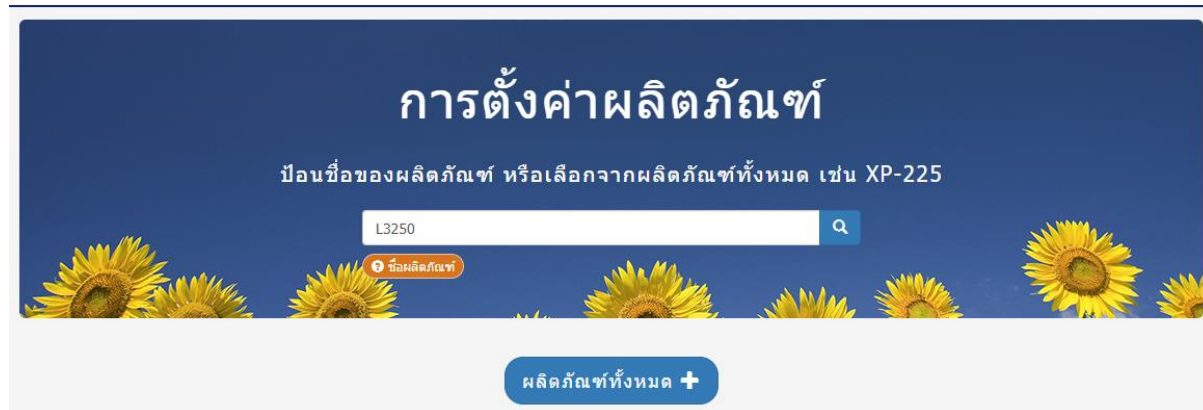 การตั้งค่าผลิตภัณฑ์
ป้อนชื่อของผลิตภัณฑ์ หรือเลือกจากผลิตภัณฑ์ทั้งหมด เช่น XP-225
L3250
ชื่อผลิตภัณฑ์
ผลิตภัณฑ์ทั้งหมด